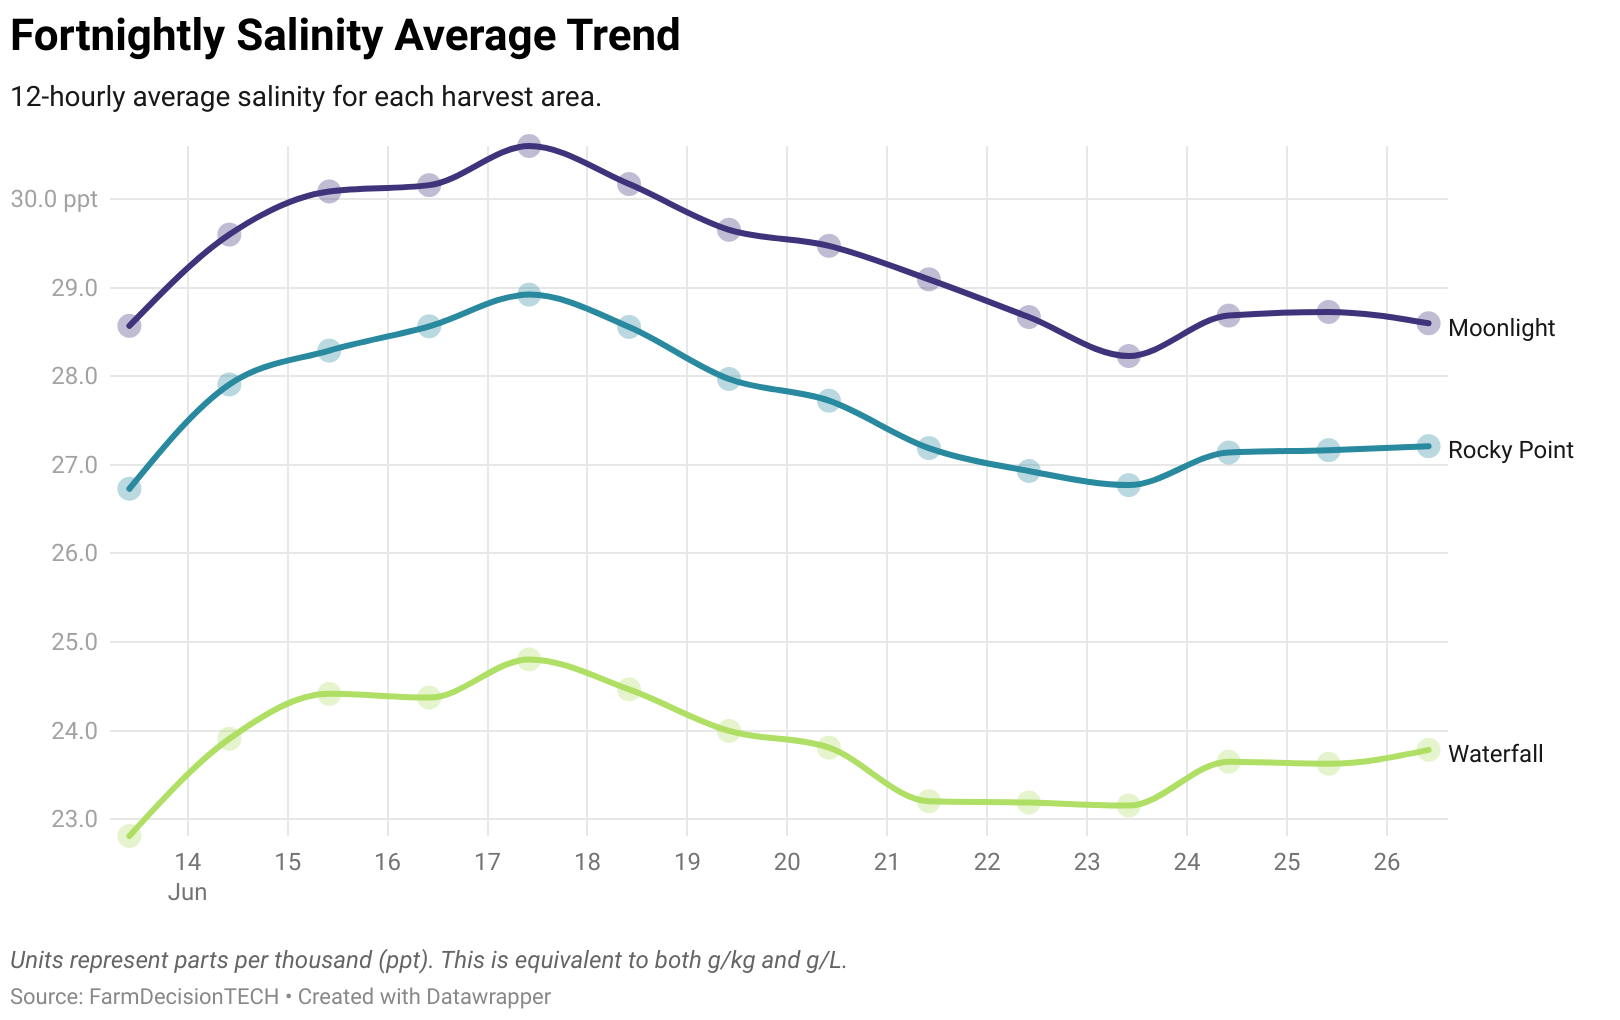 Fortnightly Salinity Average Trend
12-hourly average salinity for each harvest area.
30.0 ppt
29.0
28.0
27.0
26.0
25.0
24.0
23.0
Moonlight
Rocky Point
Waterfall
14 15 16 17 18 19 20 21 22 23 24 25 26
Jun
Units represent parts per thousand (ppt). This is equivalent to both g/kg and g/L.
Source: FarmDecisionTECH • Created with Datawrapper